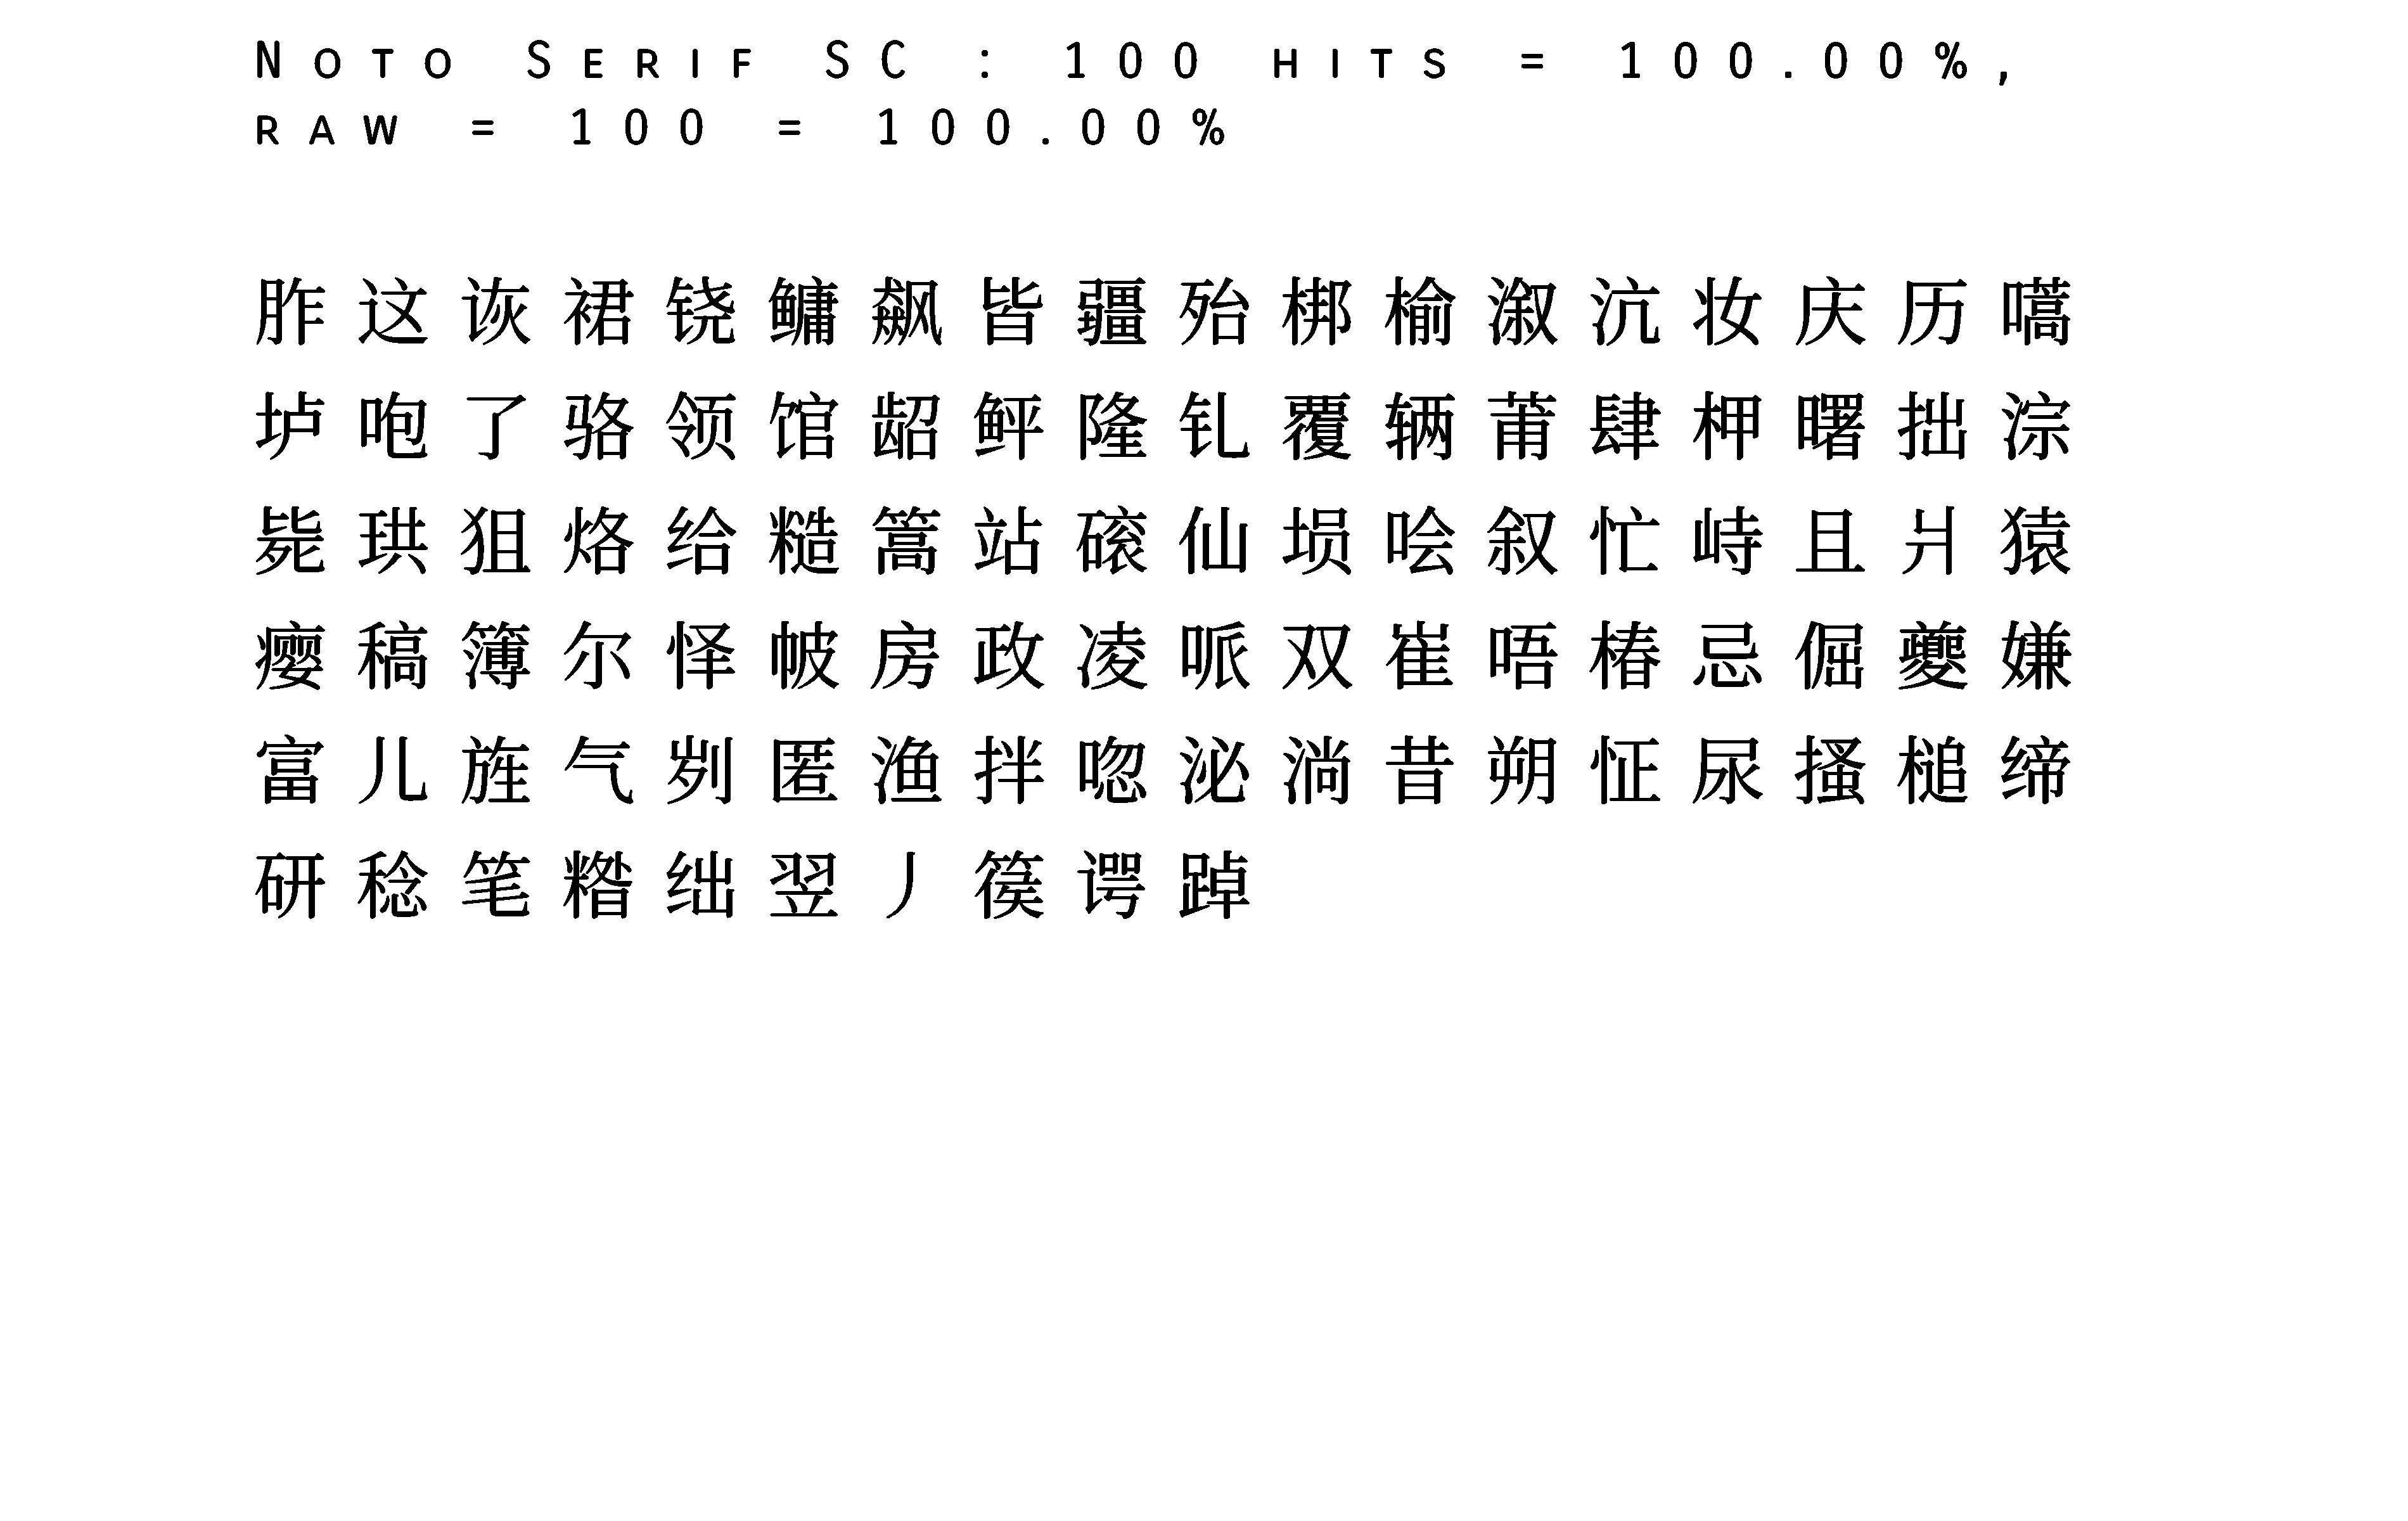 Noto Serif SC : 100 hits = 100.00%,
raw = 100 = 100.00%
胙这诙裙铙鳙飙皆疆殆梆榆溆沆妆庆历嚆
垆咆了骆领馆龆鲆隆钆覆辆莆肆柙曙拙淙
毙珙狙烙给糙篙站磙仙埙哙叙忙峙且爿猿
瘿稿簿尔怿帔房政凌哌双崔唔椿忌倔夔嫌
富儿旌气刿匿渔拌唿泌淌昔朔怔尿搔槌缔
研稔笔糌绌翌丿篌谔踔